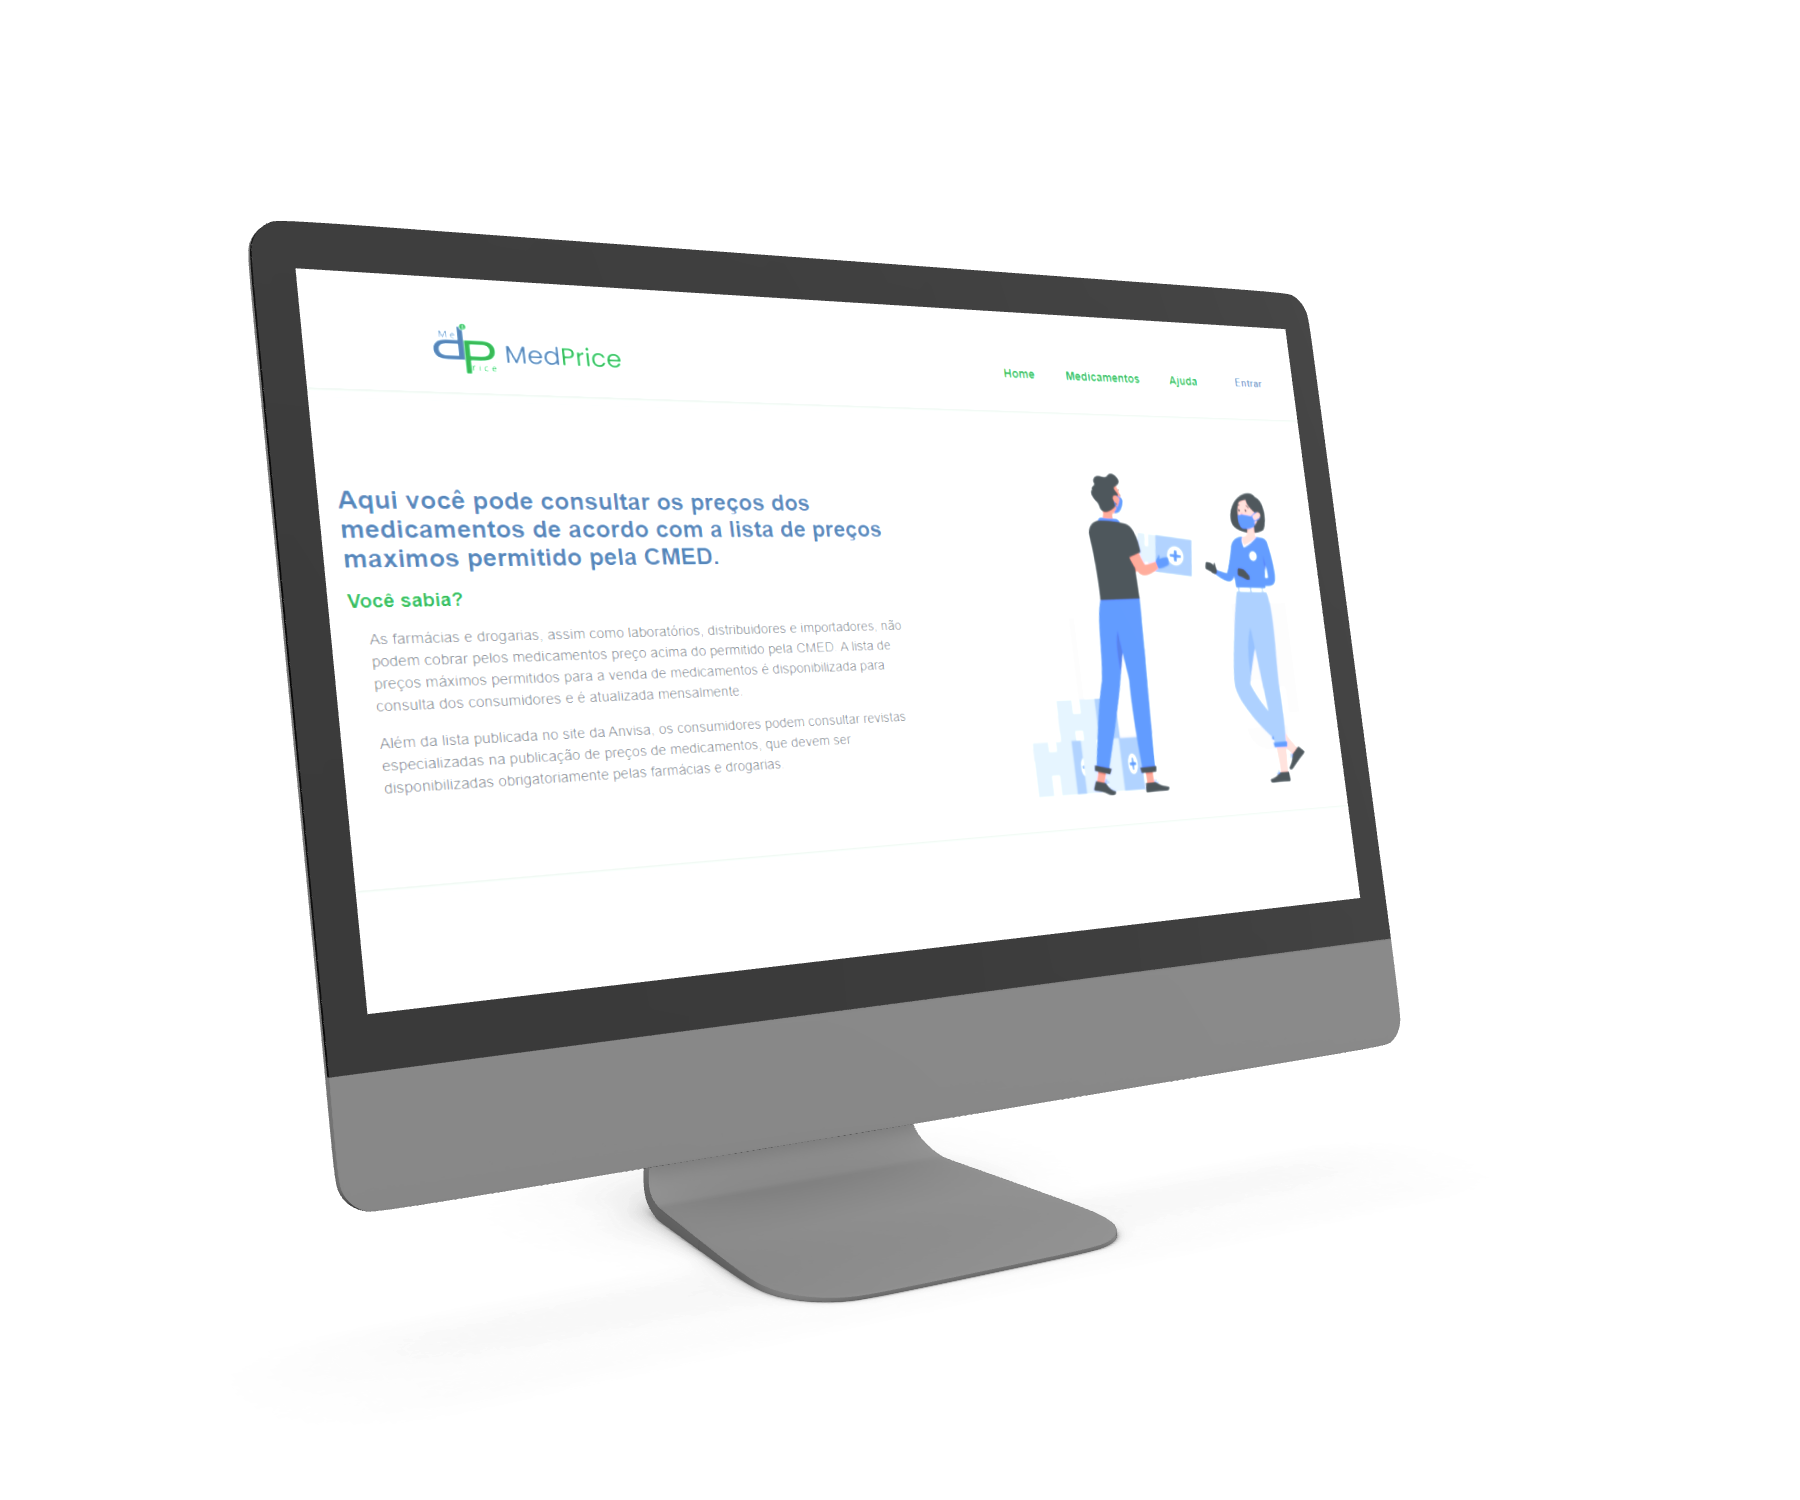 Med
Price
MedPrice
Home Medicamentos Ajuda Entrar
Aqui você pode consultar os preços dos
medicamentos de acordo com a lista de preços
maximos permitido pela CMED.
Você sabia?
As farmácias e drogarias, assim como laboratórios, distribuidores e importadores, não
podem cobrar pelos medicamentos preço acima do permitido pela CMED. A lista de
preços máximos permitidos para a venda de medicamentos é disponibilizada para
consulta dos consumidores e é atualizada mensalmente.
Além da lista publicada no site da Anvisa, os consumidores podem consultar revistas
especializadas na publicação de preços de medicamentos, que devem ser
disponibilizadas obrigatoriamente pelas farmácias e drogarias